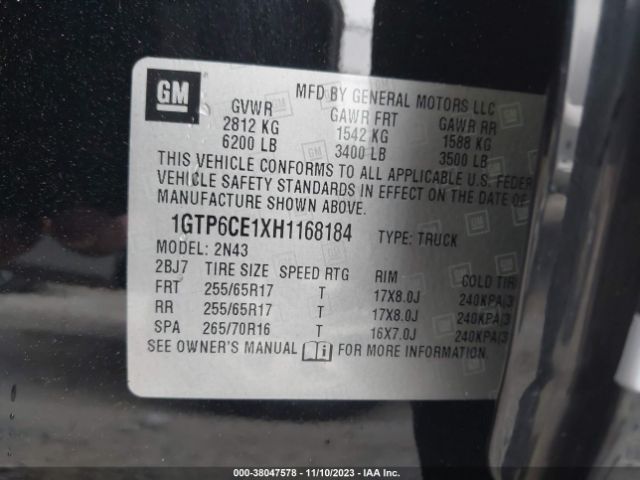 GM
MFD BY GENERAL MOTORS LLC
GVWR GAWR FRT GAWR RR
2812 KG 1542 KG 1588 KG
6200 LB 3400 LB 3500 LB
THIS VEHICLE CONFORMS TO ALL APPLICABLE U.S. FEDER
VEHICLE SAFETY STANDARDS IN EFFECT ON THE DATE
MANUFACTURE SHOWN ABOVE.
1GTP6CE1XH1168184 TYPE: TRUCK
MODEL: 2N43
2BJ7 TIRE SIZE SPEED RTG RIM COLD TIR
FRT 255/65R17 T 17X8.0J 240KPA(3
RR 255/65R17 T 17X8.0J 240KPA(3
SPA 265/70R16 T 16X7.0J 240KPA(3
SEE OWNER'S MANUAL FOR MORE INFORMATION.
000-38047578 - 11/10/2023 - IAA Inc.